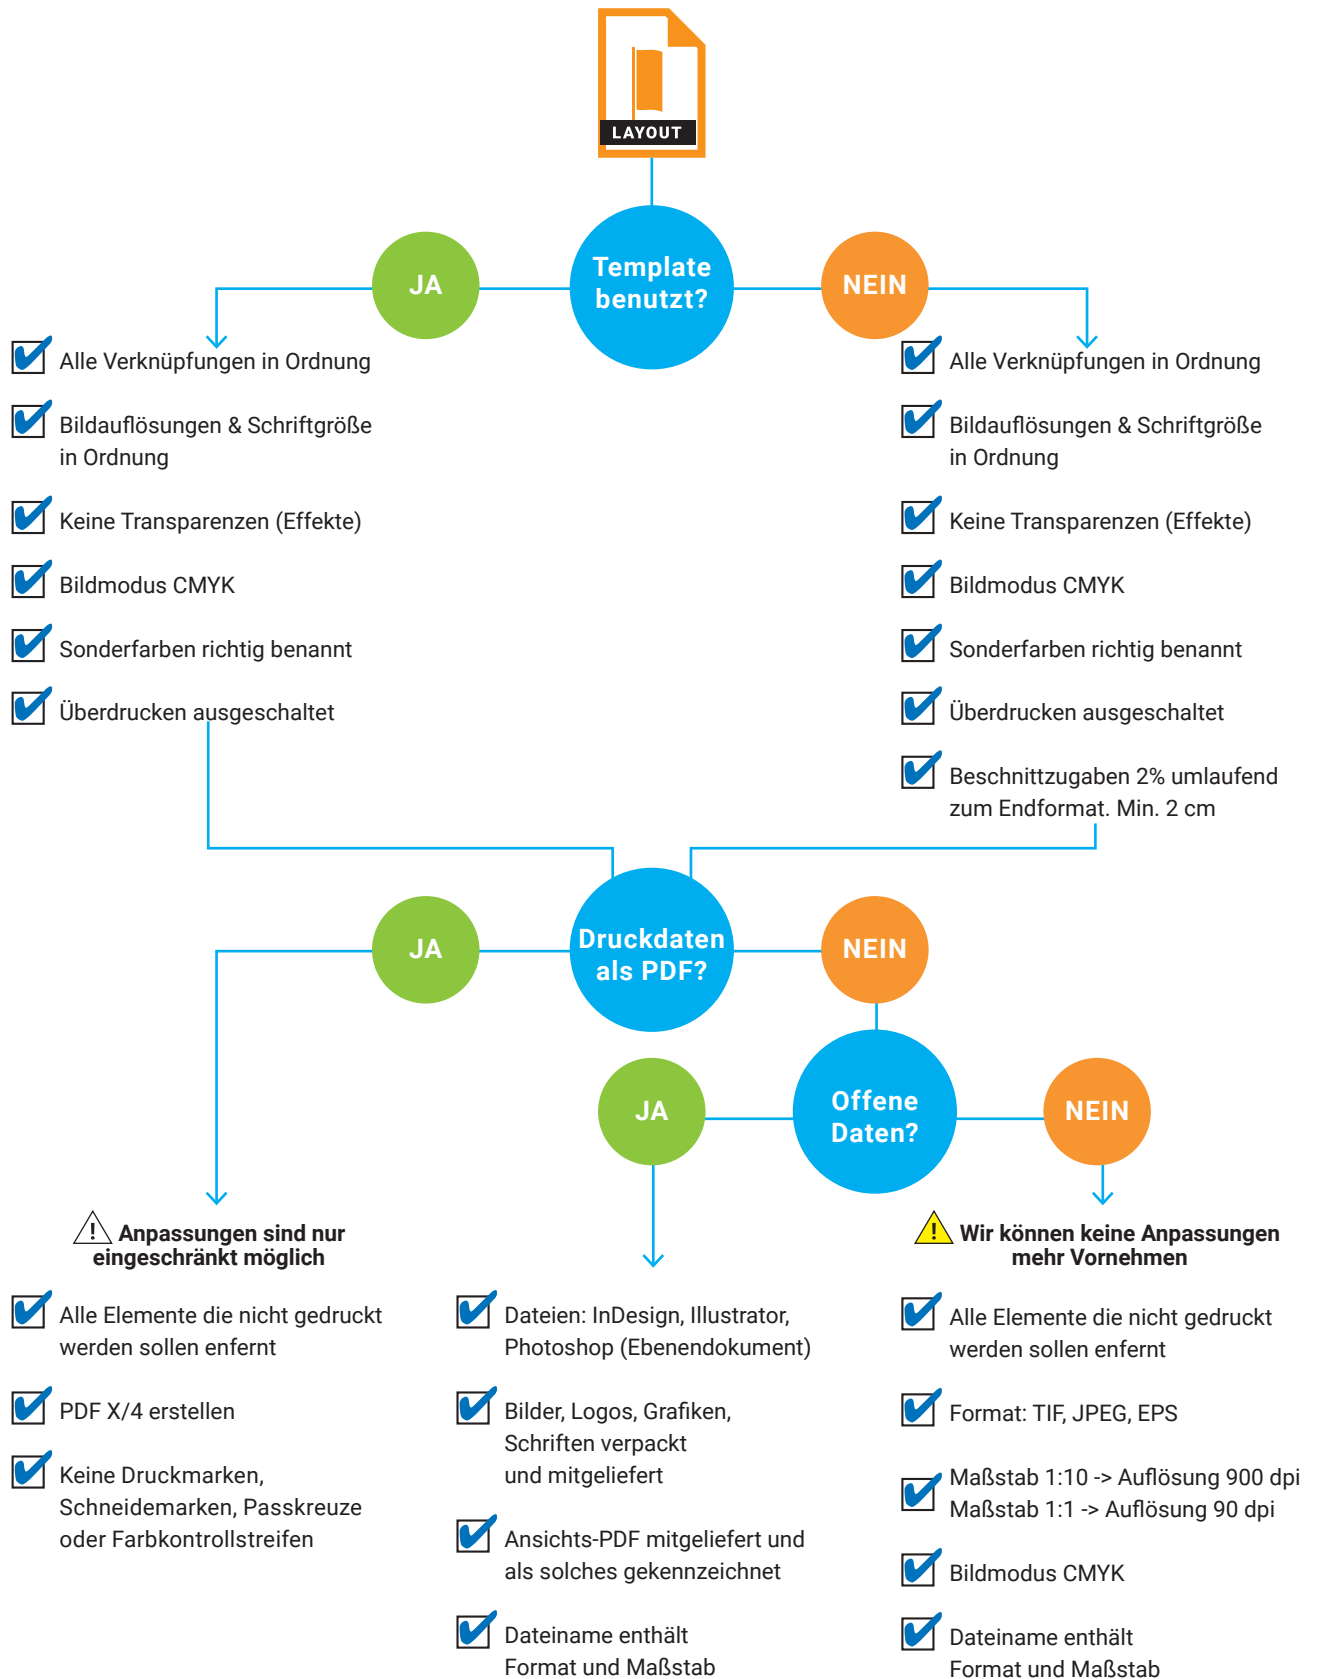 LAYOUT
Template
benutzt?
JA
NEIN
Alle Verknüpfungen in Ordnung
Bildauflösungen & Schriftgröße
in Ordnung
Keine Transparenzen (Effekte)
Bildmodus CMYK
Sonderfarben richtig benannt
Überdrucken ausgeschaltet
Alle Verknüpfungen in Ordnung
Bildauflösungen & Schriftgröße
in Ordnung
Keine Transparenzen (Effekte)
Bildmodus CMYK
Sonderfarben richtig benannt
Überdrucken ausgeschaltet
Beschnittzugaben 2% umlaufend
zum Endformat. Min. 2 cm
Druckdaten
als PDF?
JA
NEIN
Offene
Daten?
JA
NEIN
! Anpassungen sind nur
eingeschränkt möglich
Alle Elemente die nicht gedruckt
werden sollen enfernt
PDF X/4 erstellen
Keine Druckmarken,
Schneidemarken, Passkreuze
oder Farbkontrollstreifen
Dateien: InDesign, Illustrator,
Photoshop (Ebenendokument)
Bilder, Logos, Grafiken,
Schriften verpackt
und mitgeliefert
Ansichts-PDF mitgeliefert und
als solches gekennzeichnet
Dateiname enthält
Format und Maßstab
! Wir können keine Anpassungen
mehr Vornehmen
Alle Elemente die nicht gedruckt
werden sollen enfernt
Format: TIF, JPEG, EPS
Maßstab 1:10 -> Auflösung 900 dpi
Maßstab 1:1 -> Auflösung 90 dpi
Bildmodus CMYK
Dateiname enthält
Format und Maßstab